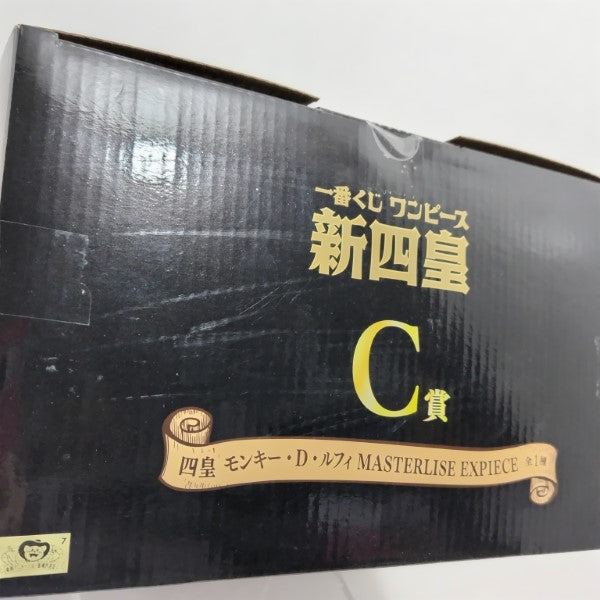 一番くじ ワンピース
新四皇
C賞
四皇 モンキー・D・ルフィ MASTERLISE EXPIECE 全1種
7